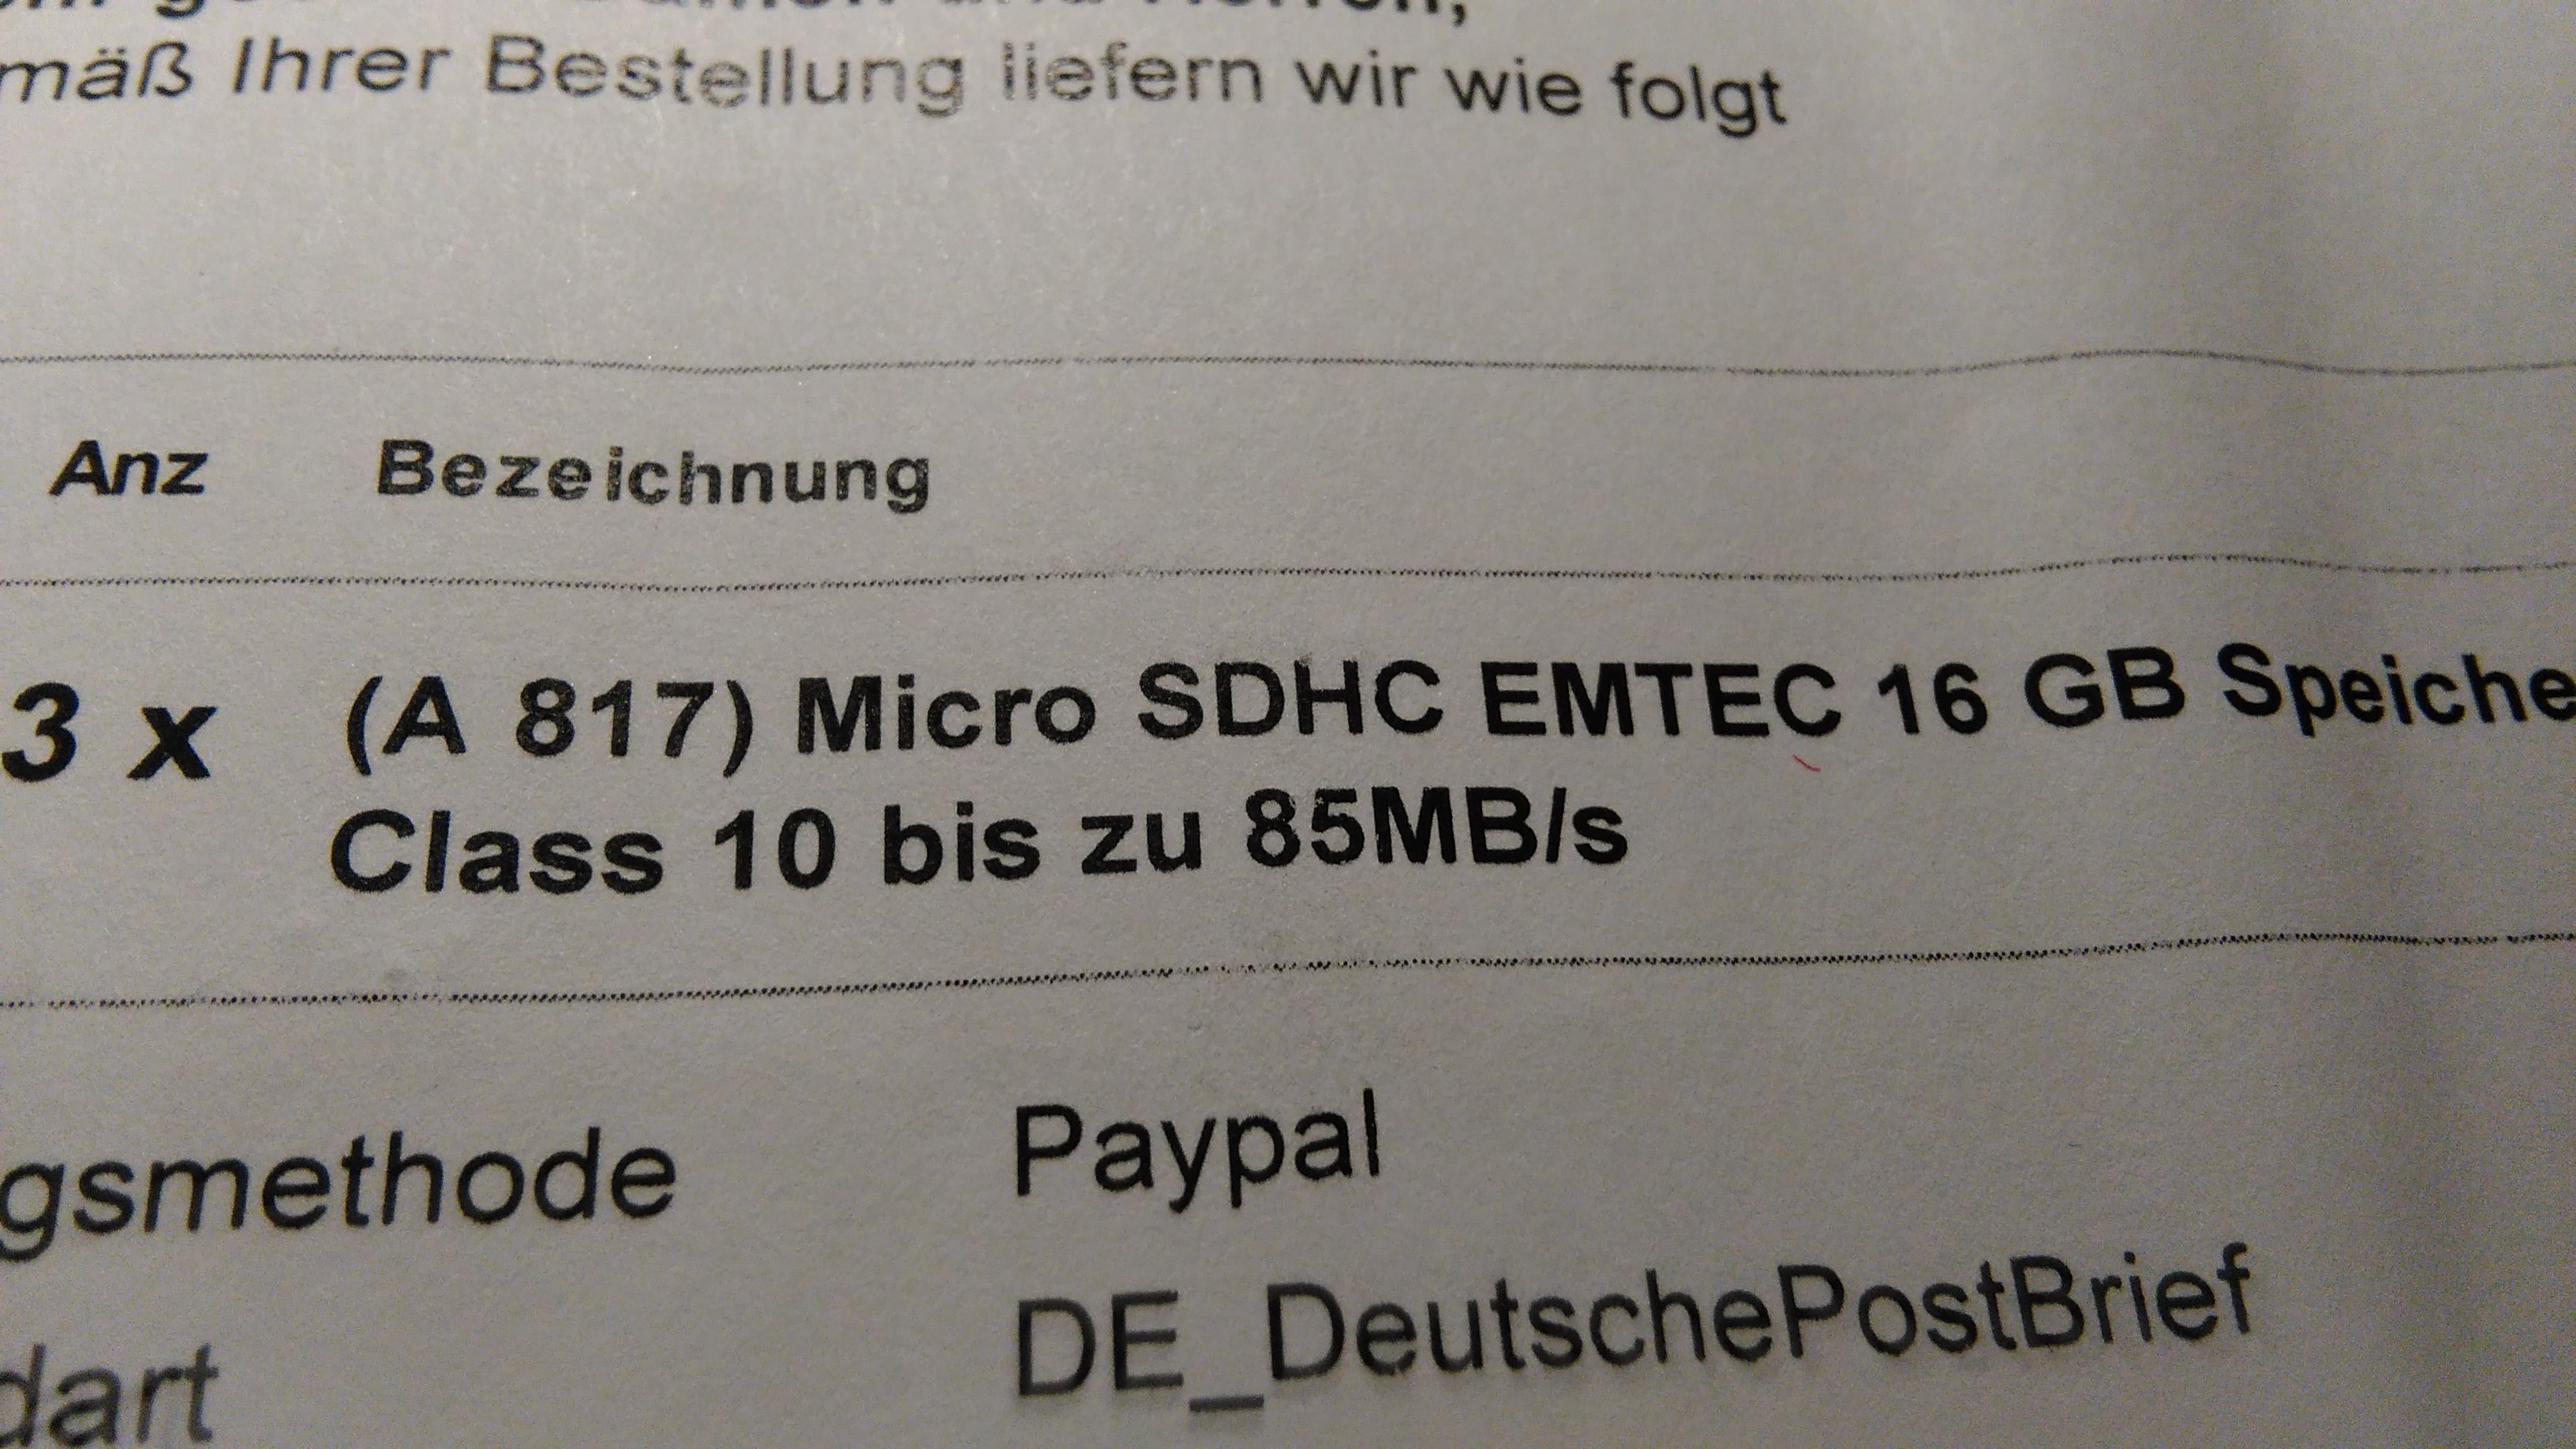 mäß Ihrer Bestellung liefern wir wie folgt
Anz Bezeichnung
3 x (A 817) Micro SDHC EMTEC 16 GB Speiche
Class 10 bis zu 85MB/s
gsmethode Paypal
dart DE_DeutschePostBrief